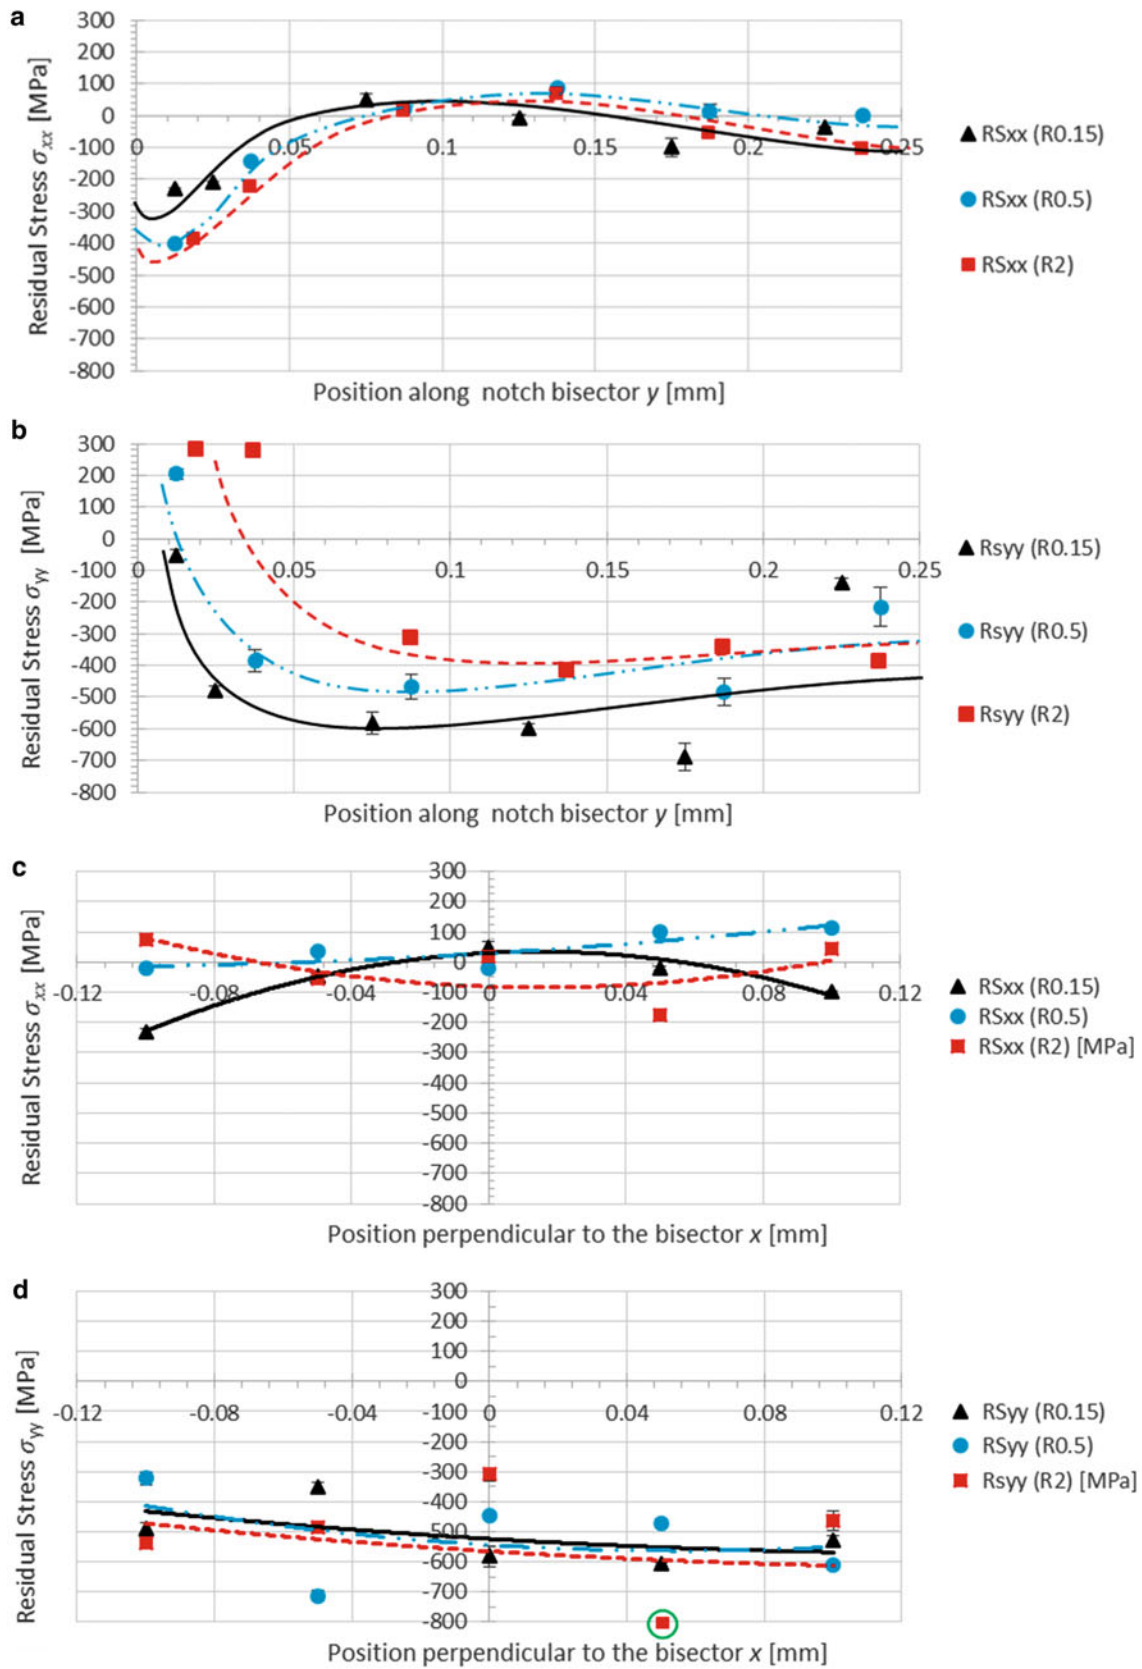 a
300
200
100
0
-100
-200
-300
-400
-500
-600
-700
-800
0 0.05 0.1 0.15 0.2 0.25
Residual Stress σxx [MPa]
Position along notch bisector y [mm]
RSxx (R0.15)
RSxx (R0.5)
RSxx (R2)
b
300
200
100
0
-100
-200
-300
-400
-500
-600
-700
-800
0 0.05 0.1 0.15 0.2 0.25
Residual Stress σyy [MPa]
Position along notch bisector y [mm]
Rsyy (R0.15)
Rsyy (R0.5)
Rsyy (R2)
c
300
200
100
0
-100
-200
-300
-400
-500
-600
-700
-800
-0.12 -0.08 -0.04 0 0.04 0.08 0.12
Residual Stress σxx [MPa]
Position perpendicular to the bisector x [mm]
RSxx (R0.15)
RSxx (R0.5)
RSxx (R2) [MPa]
d
300
200
100
0
-100
-200
-300
-400
-500
-600
-700
-800
-0.12 -0.08 -0.04 0 0.04 0.08 0.12
Residual Stress σyy [MPa]
Position perpendicular to the bisector x [mm]
RSyy (R0.15)
RSyy (R0.5)
Rsyy (R2) [MPa]